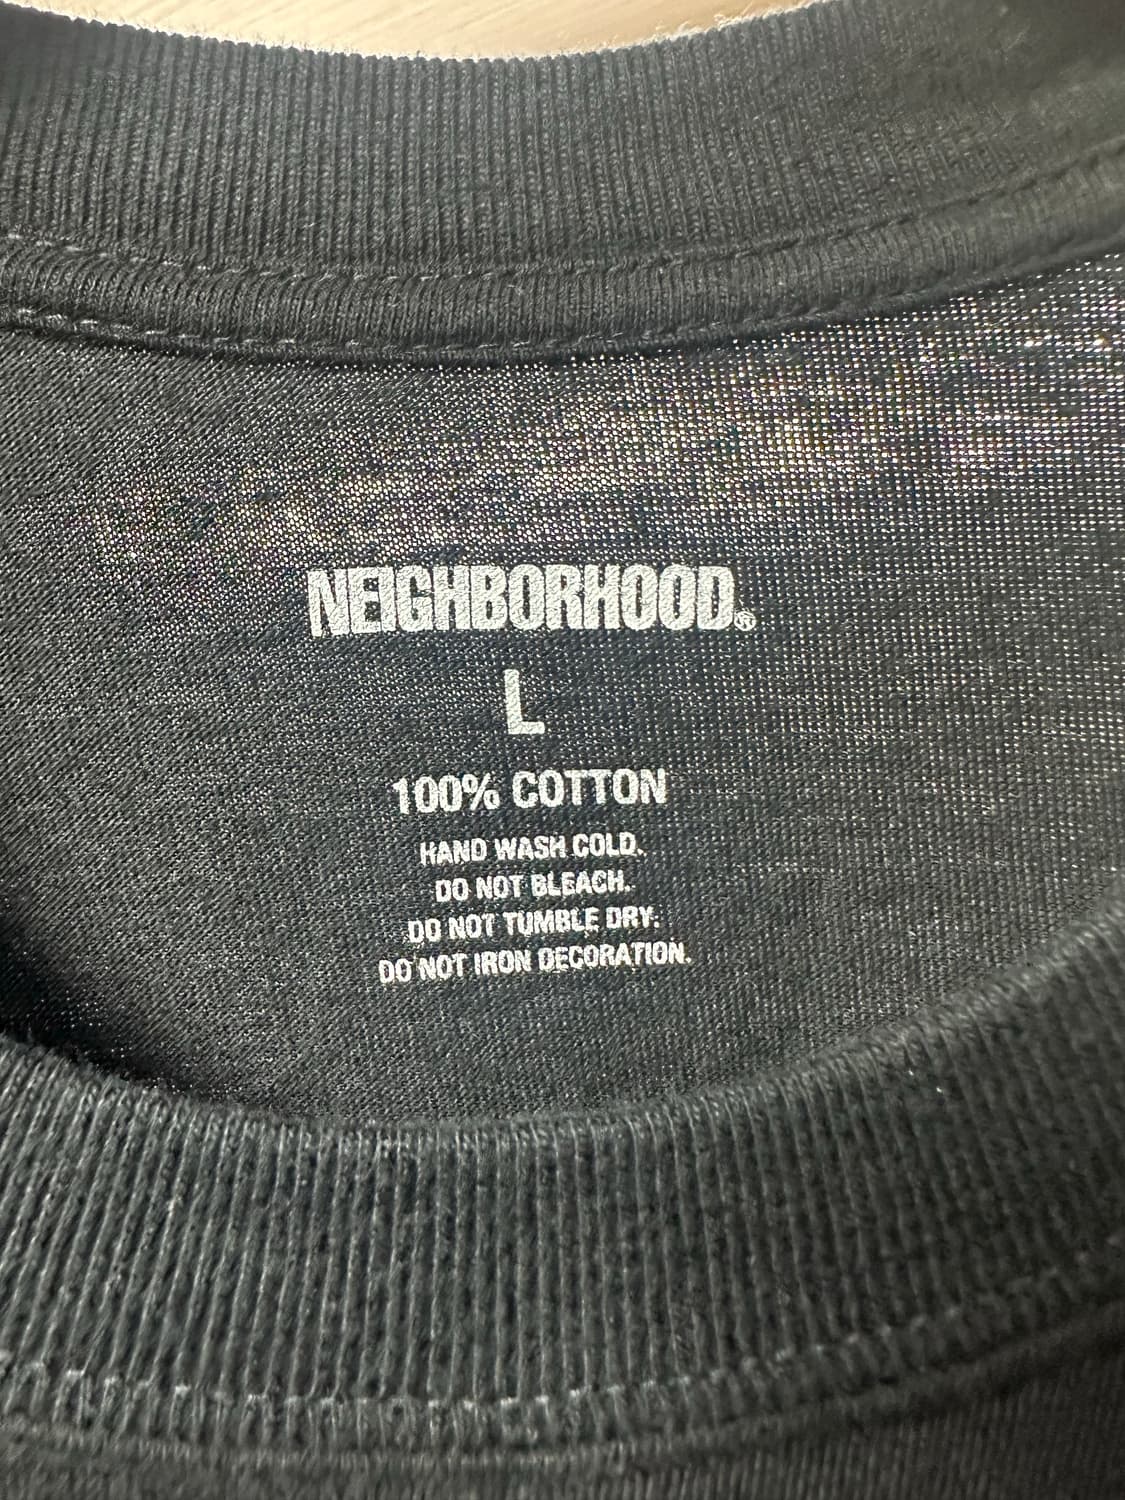 NEIGHBORHOOD®
L
100% COTTON
HAND WASH COLD.
DO NOT BLEACH.
DO NOT TUMBLE DRY.
DO NOT IRON DECORATION.